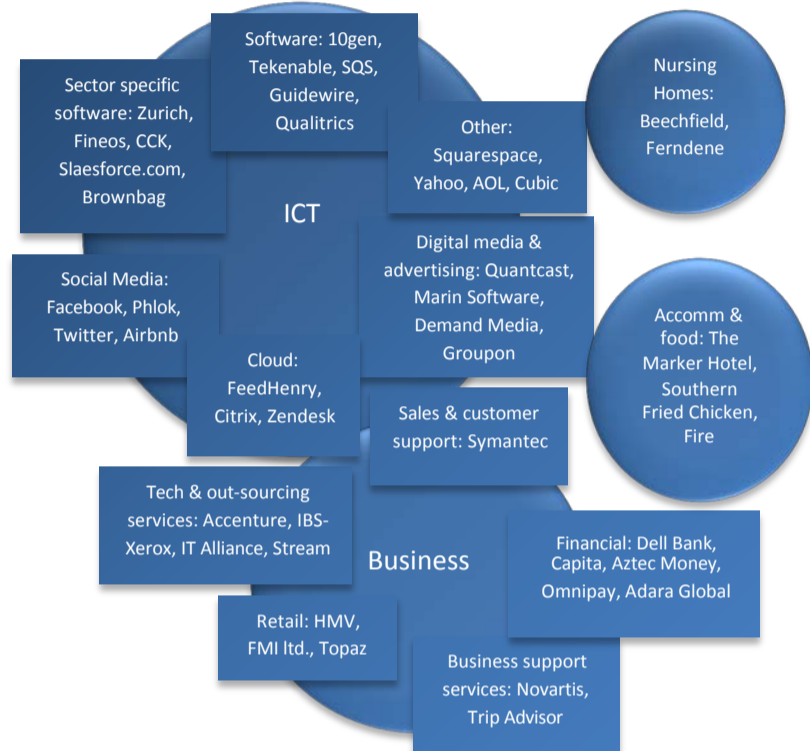 Software: 10gen,
Tekenable, SQS,
Guidewire,
Qualitrics
Sector specific
software: Zurich,
Fineos, CCK,
Slaesforce.com,
Brownbag
Other:
Squarespace,
Yahoo, AOL, Cubic
Nursing
Homes:
Beechfield,
Ferndene
ICT
Social Media:
Facebook, Phlok,
Twitter, Airbnb
Digital media &
advertising: Quantcast,
Marin Software,
Demand Media,
Groupon
Accomm &
food: The
Marker Hotel,
Southern
Fried Chicken,
Fire
Cloud:
FeedHenry,
Citrix, Zendesk
Sales & customer
support: Symantec
Tech & out-sourcing
services: Accenture, IBS-
Xerox, IT Alliance, Stream
Business
Financial: Dell Bank,
Capita, Aztec Money,
Omnipay, Adara Global
Retail: HMV,
FMI ltd., Topaz
Business support
services: Novartis,
Trip Advisor